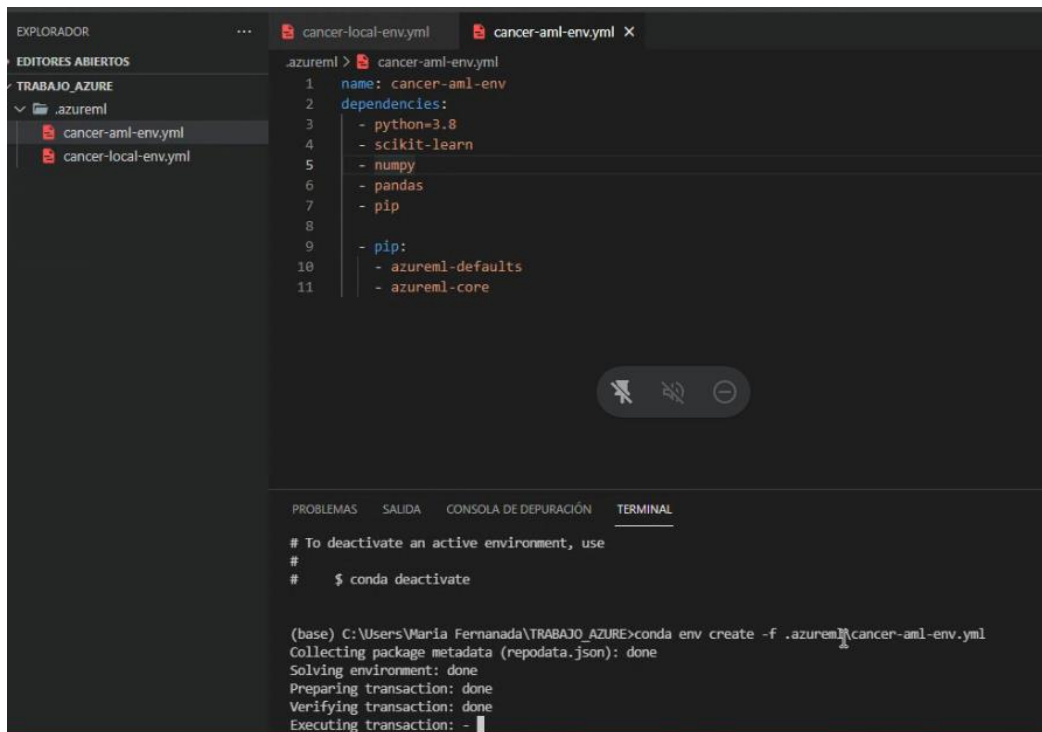 EXPLORADOR ...
EDITORES ABIERTOS
TRABAJO_AZURE
.azureml
cancer-aml-env.yml
cancer-local-env.yml
cancer-local-env.yml cancer-aml-env.yml ×
.azureml > cancer-aml-env.yml
1 name: cancer-aml-env
2 dependencies:
3 - python=3.8
4 - scikit-learn
5 - numpy
6 - pandas
7 - pip
8
9 - pip:
10 - azureml-defaults
11 - azureml-core
PROBLEMAS SALIDA CONSOLA DE DEPURACIÓN TERMINAL
# To deactivate an active environment, use
#
# $ conda deactivate
(base) C:\Users\Maria Fernanada\TRABAJO_AZURE>conda env create -f .azureml\cancer-aml-env.yml
Collecting package metadata (repodata.json): done
Solving environment: done
Preparing transaction: done
Verifying transaction: done
Executing transaction: -